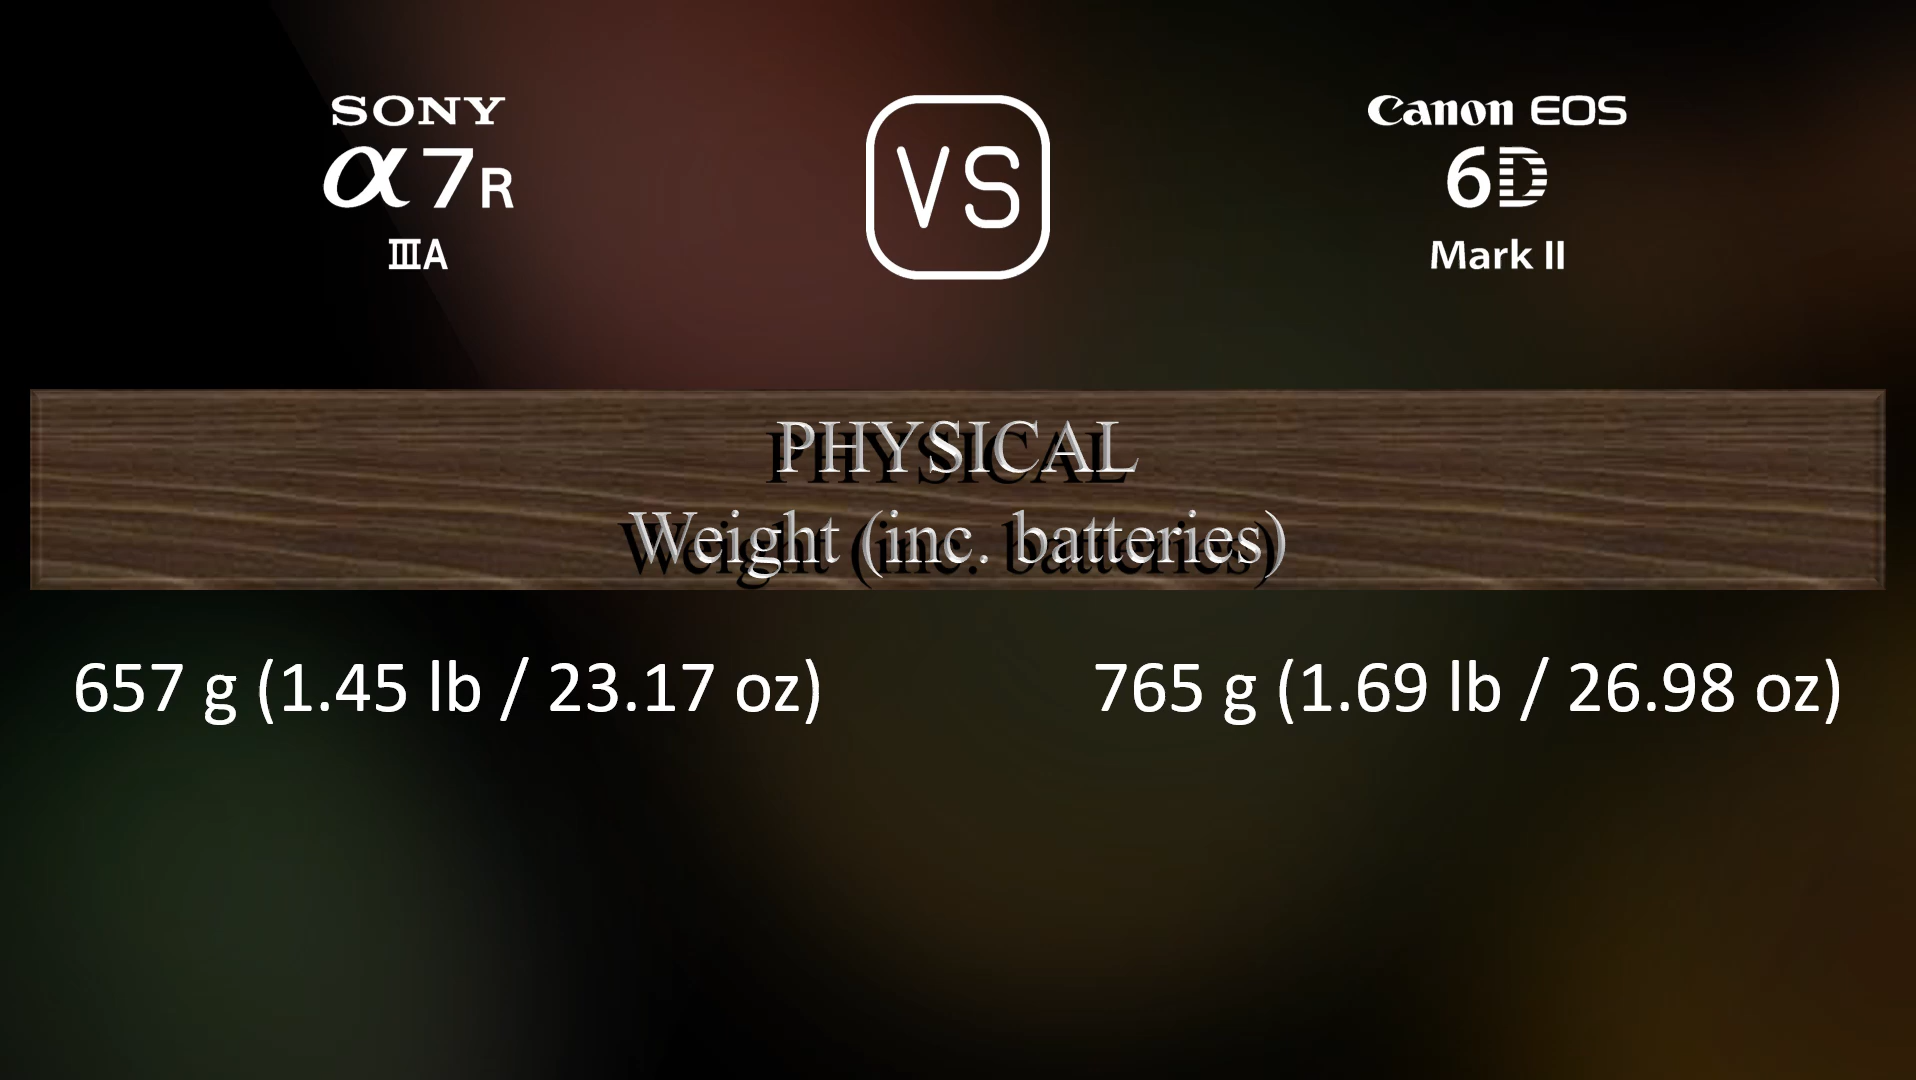 SONY
α7R
IIIA
VS
Canon EOS
6D
Mark II
PHYSICAL
Weight (inc. batteries)
657 g (1.45 lb / 23.17 oz)
765 g (1.69 lb / 26.98 oz)